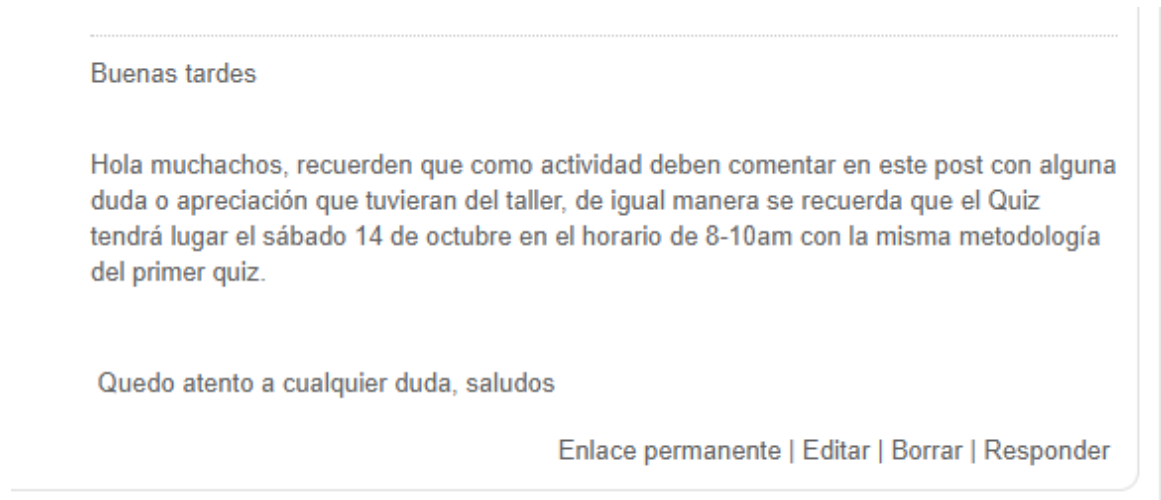 Buenas tardes
Hola muchachos, recuerden que como actividad deben comentar en este post con alguna
duda o apreciación que tuvieran del taller, de igual manera se recuerda que el Quiz
tendrá lugar el sábado 14 de octubre en el horario de 8-10am con la misma metodología
del primer quiz.
Quedo atento a cualquier duda, saludos
Enlace permanente | Editar | Borrar | Responder